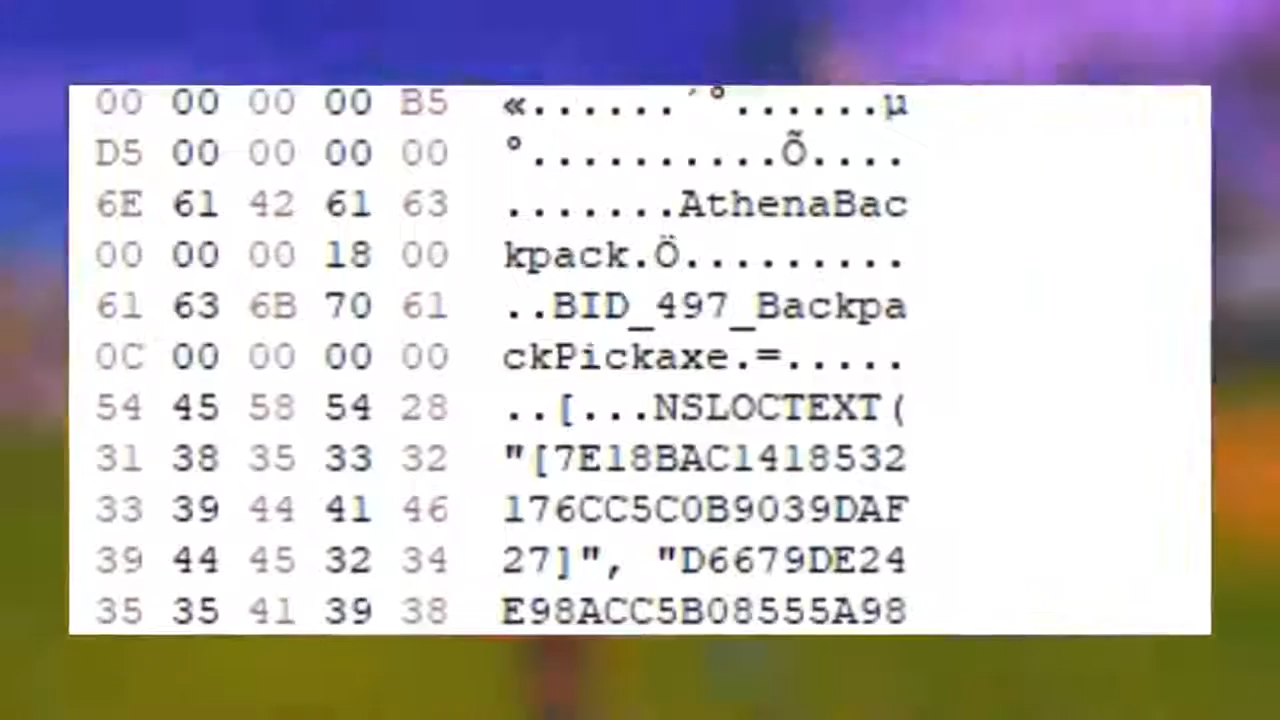 00 00 00 00 B5 «......´°......µ
D5 00 00 00 00 °..........Õ....
6E 61 42 61 63 .......AthenaBac
00 00 00 18 00 kpack.Ö.........
61 63 6B 70 61 ..BID_497_Backpa
0C 00 00 00 00 ckPickaxe.=.....
54 45 58 54 28 ..[...NSLOCTEXT(
31 38 35 33 32 "[7E18BAC1418532
33 39 44 41 46 176CC5C0B9039DAF
39 44 45 32 34 27]", "D6679DE24
35 35 41 39 38 E98ACC5B08555A98